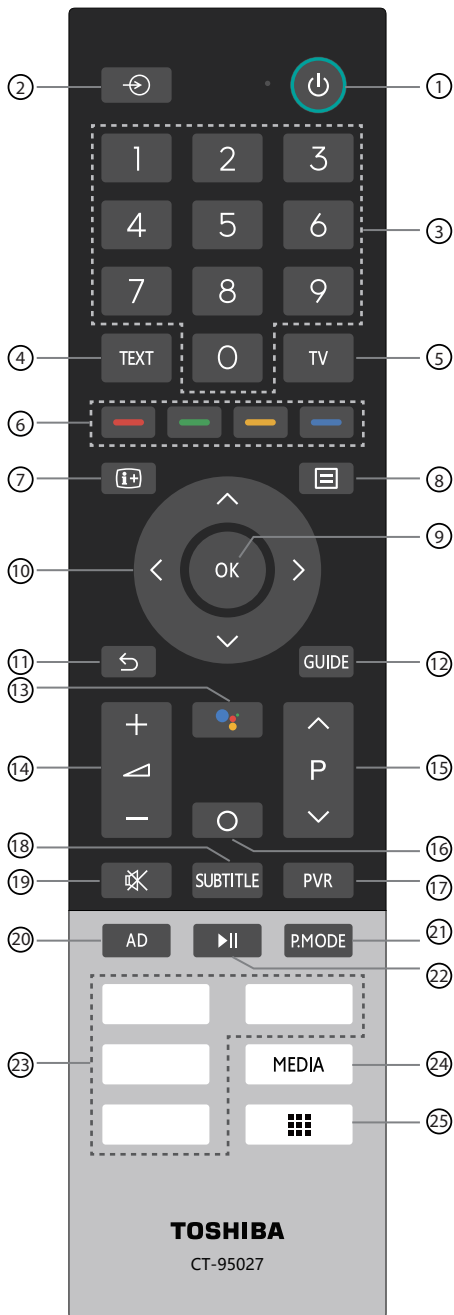 2
1
1 2 3
4 5 6
3
7 8 9
4
TEXT 0 TV
5
6
7
i+
8
9
10
OK
11
GUIDE
12
13
+
14
P
15
−
16
18
19
SUBTITLE PVR
17
20
AD
P.MODE
21
22
23
MEDIA
24
25
TOSHIBA
CT-95027